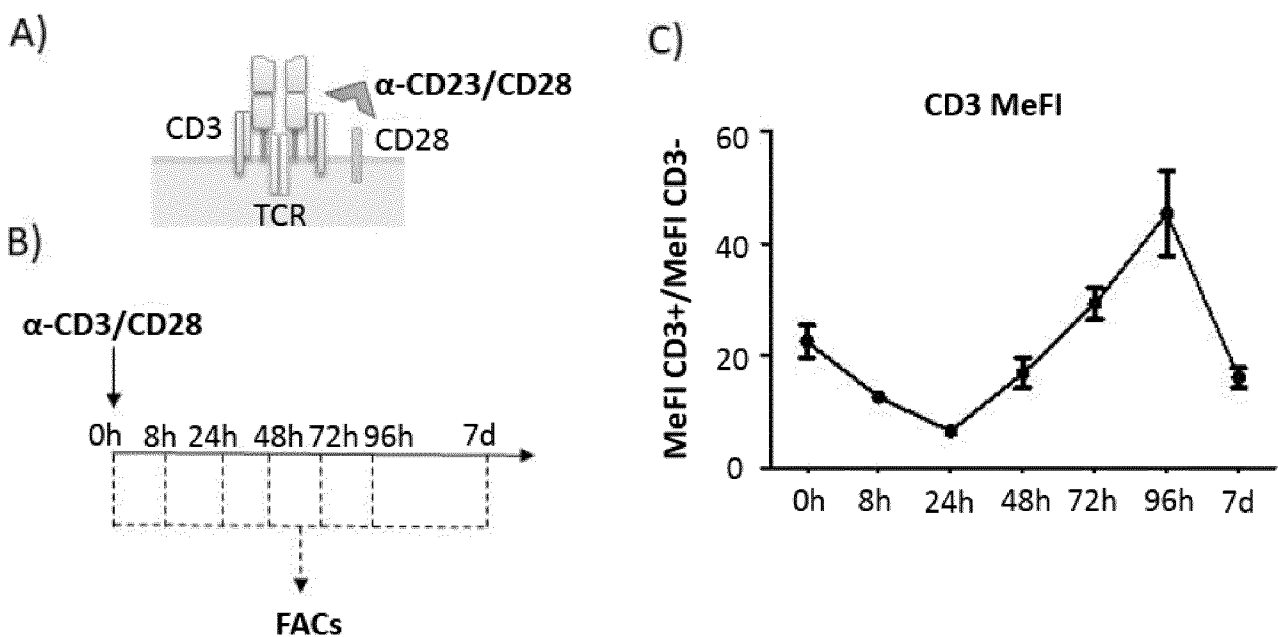 A)
α-CD23/CD28
CD3
CD28
TCR
B)
α-CD3/CD28
0h 8h 24h 48h 72h 96h 7d
FACs
C)
CD3 MeFI
MeFI CD3+/MeFI CD3-
60
40
20
0
0h 8h 24h 48h 72h 96h 7d